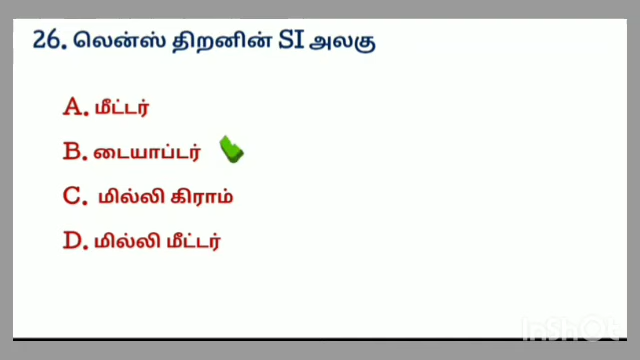 26. லென்ஸ் திறனின் SI அலகு
A. மீட்டர்
B. டையாப்டர்
C. மில்லி கிராம்
D. மில்லி மீட்டர்
InShOt